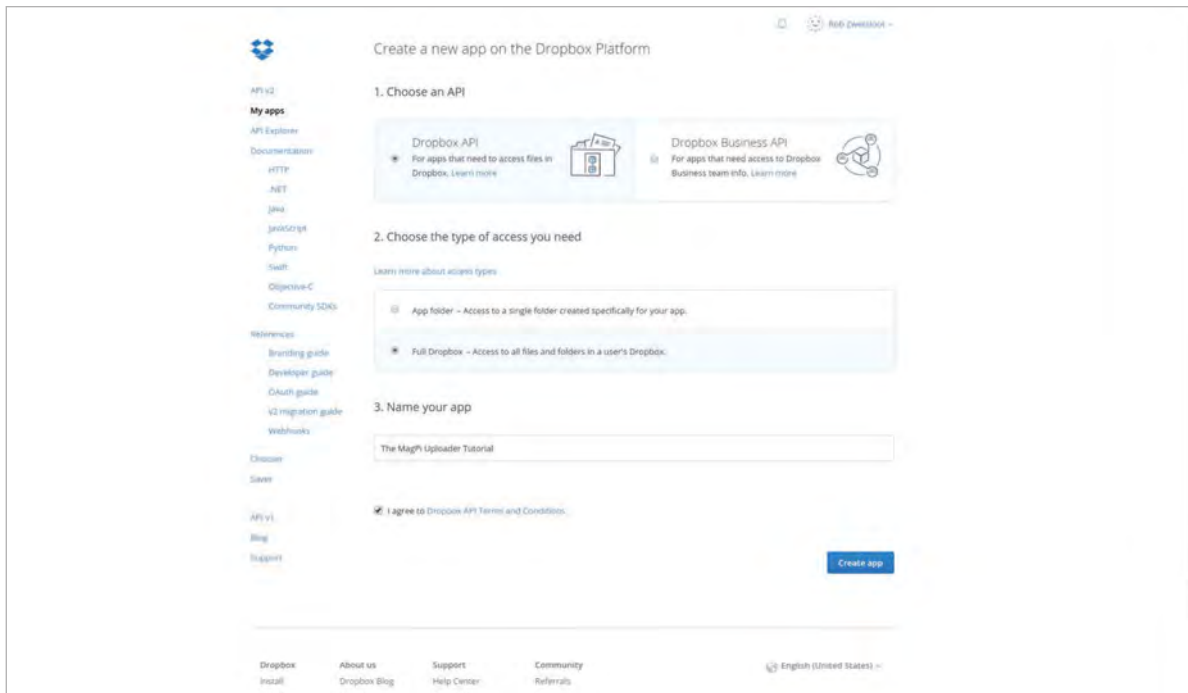 Rob Zwetsloot
Create a new app on the Dropbox Platform
API v2
My apps
API Explorer
Documentation
HTTP
.NET
Java
JavaScript
Python
Swift
Objective-C
Community SDKs
References
Branding guide
Developer guide
OAuth guide
V2 migration guide
Webhooks
Chooser
Saver
API v1
Blog
Support
1. Choose an API
Dropbox API
For apps that need to access files in
Dropbox. Learn more
Dropbox Business API
For apps that need access to Dropbox
Business team info. Learn more
2. Choose the type of access you need
Learn more about access types
App folder – Access to a single folder created specifically for your app.
Full Dropbox – Access to all files and folders in a user's Dropbox.
3. Name your app
The MagPi Uploader Tutorial
I agree to Dropbox API Terms and Conditions
Create app
Dropbox
Install
About us
Dropbox Blog
Support
Help Center
Community
Referrals
English (United States)